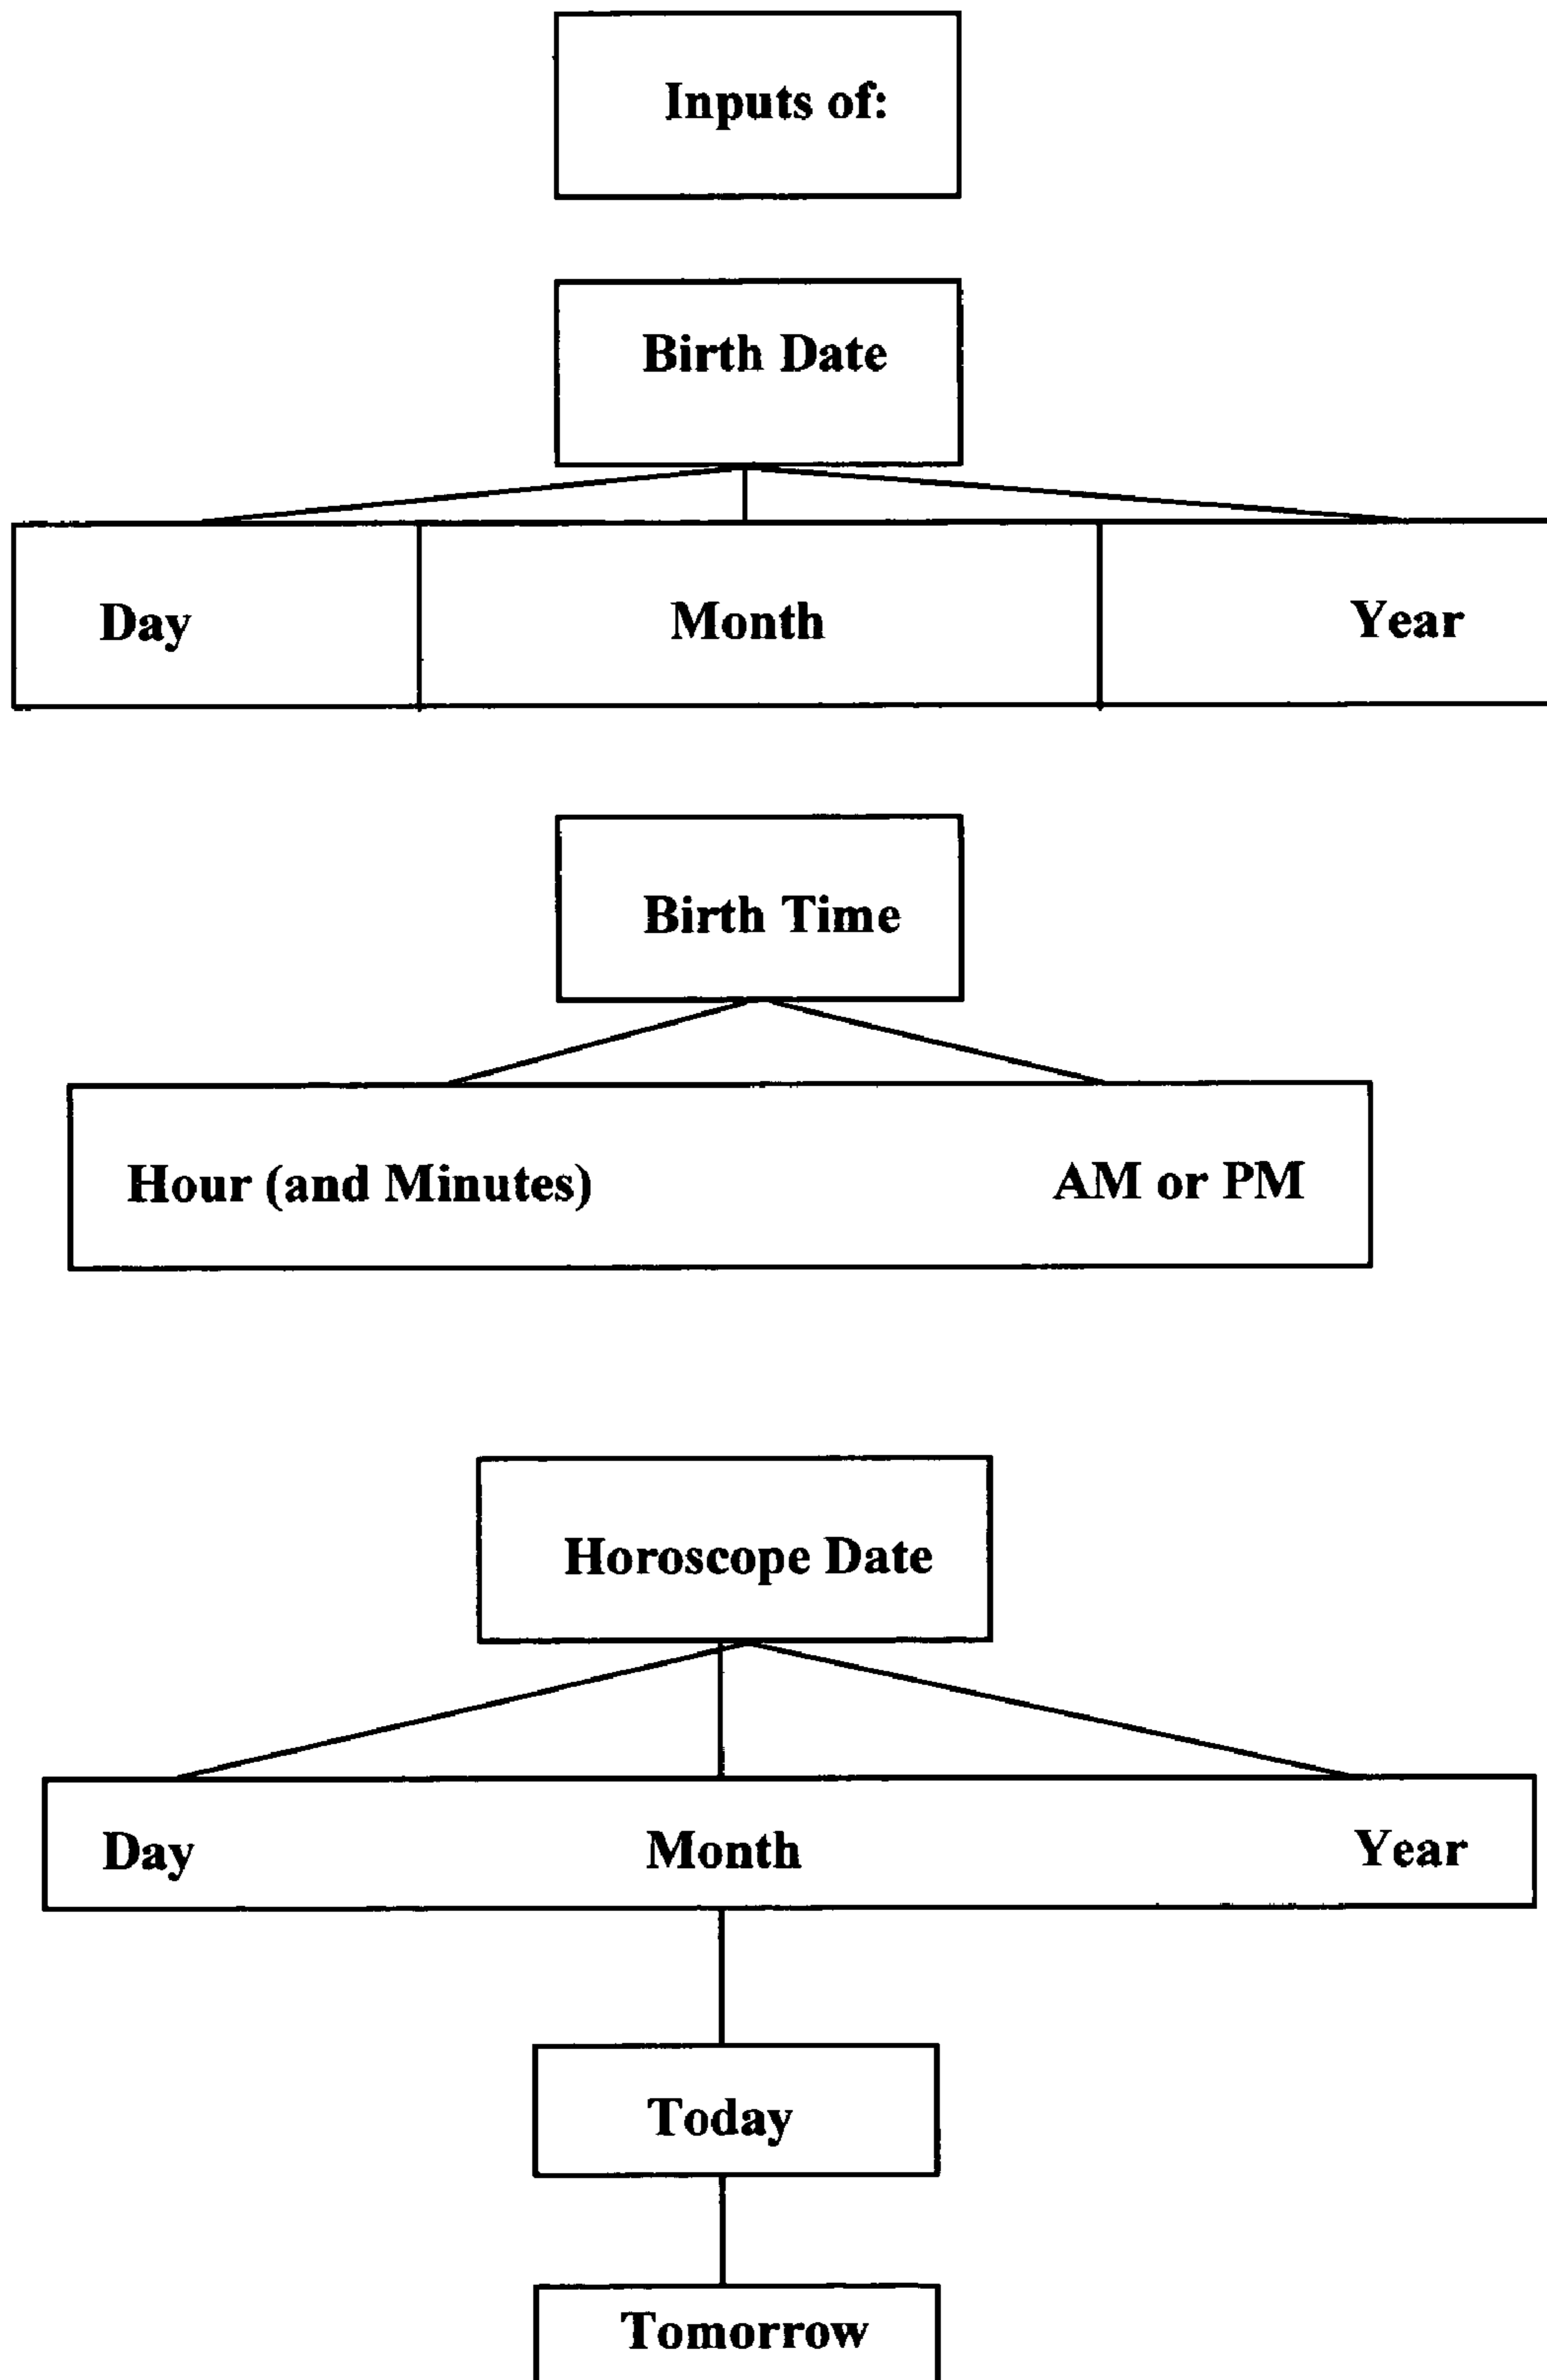 Inputs of:
Birth Date
Day Month Year
Birth Time
Hour (and Minutes) AM or PM
Horoscope Date
Day Month Year
Today
Tomorrow